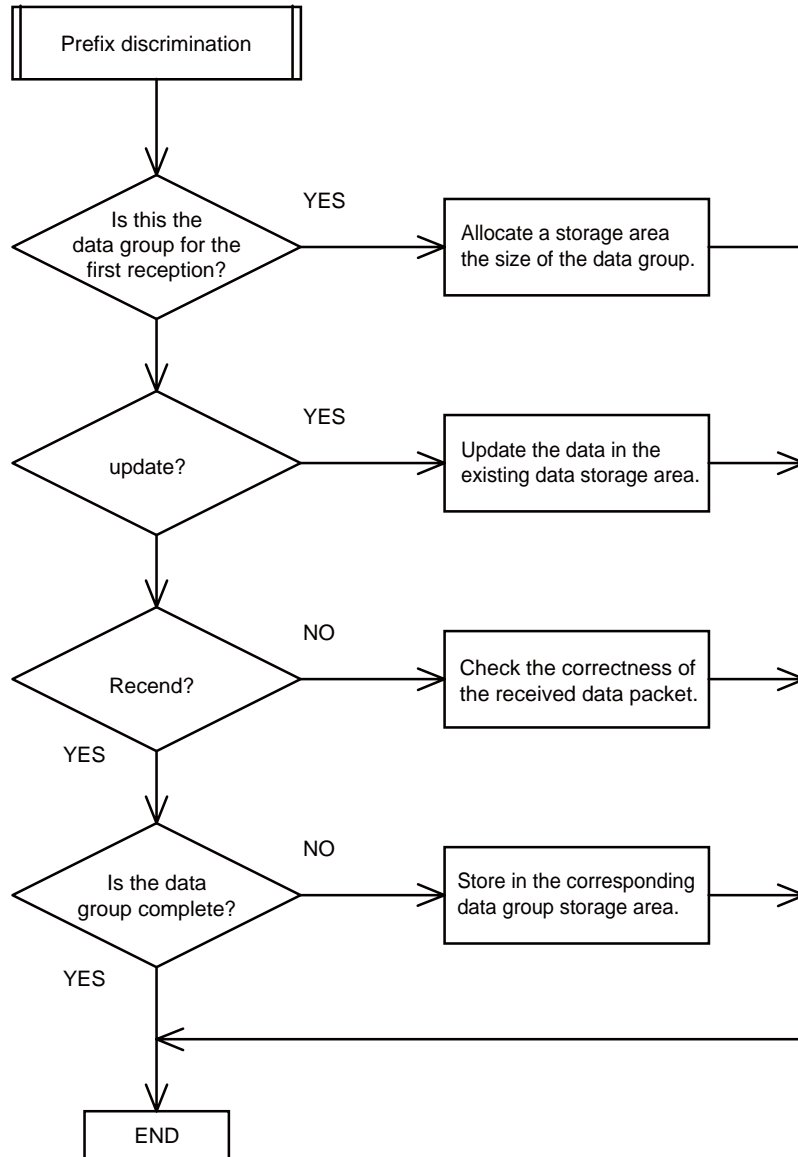 Prefix discrimination
Is this the
data group for the
first reception?
YES
Allocate a storage area
the size of the data group.
update?
YES
Update the data in the
existing data storage area.
Recend?
NO
Check the correctness of
the received data packet.
YES
Is the data
group complete?
NO
Store in the corresponding
data group storage area.
YES
END